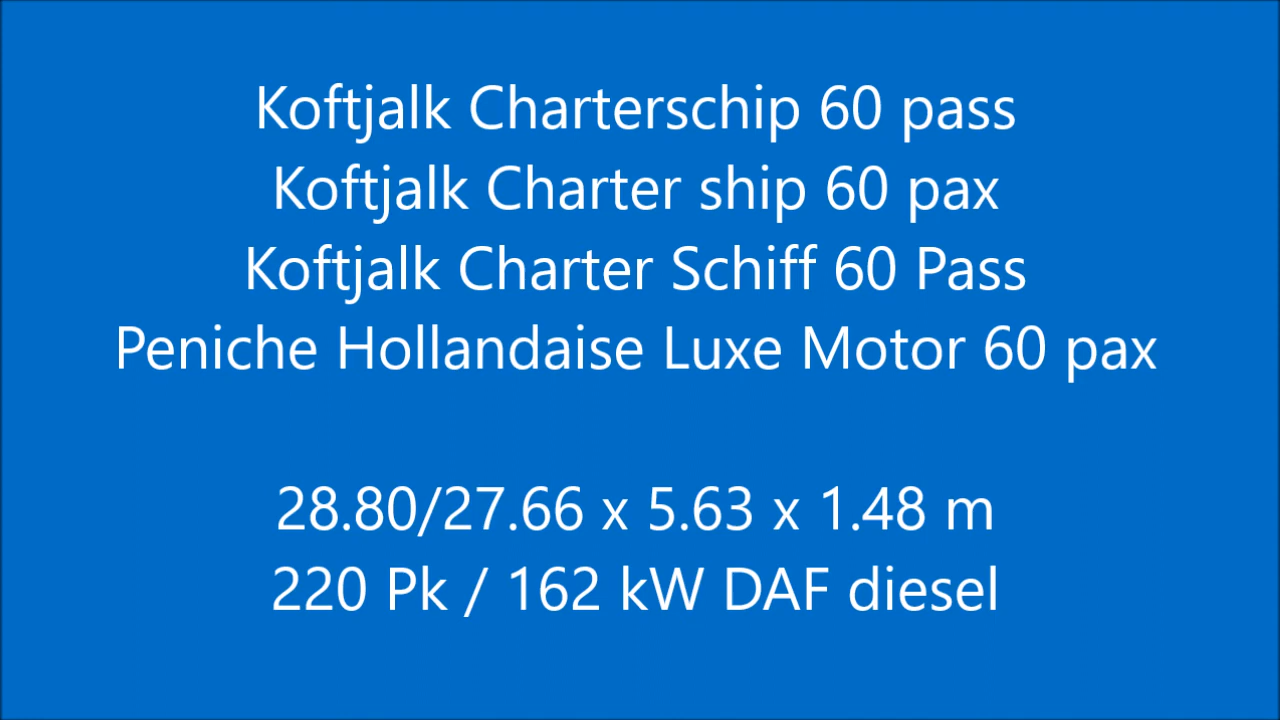 Koftjalk Charterschip 60 pass
Koftjalk Charter ship 60 pax
Koftjalk Charter Schiff 60 Pass
Peniche Hollandaise Luxe Motor 60 pax
28.80/27.66 x 5.63 x 1.48 m
220 Pk / 162 kW DAF diesel